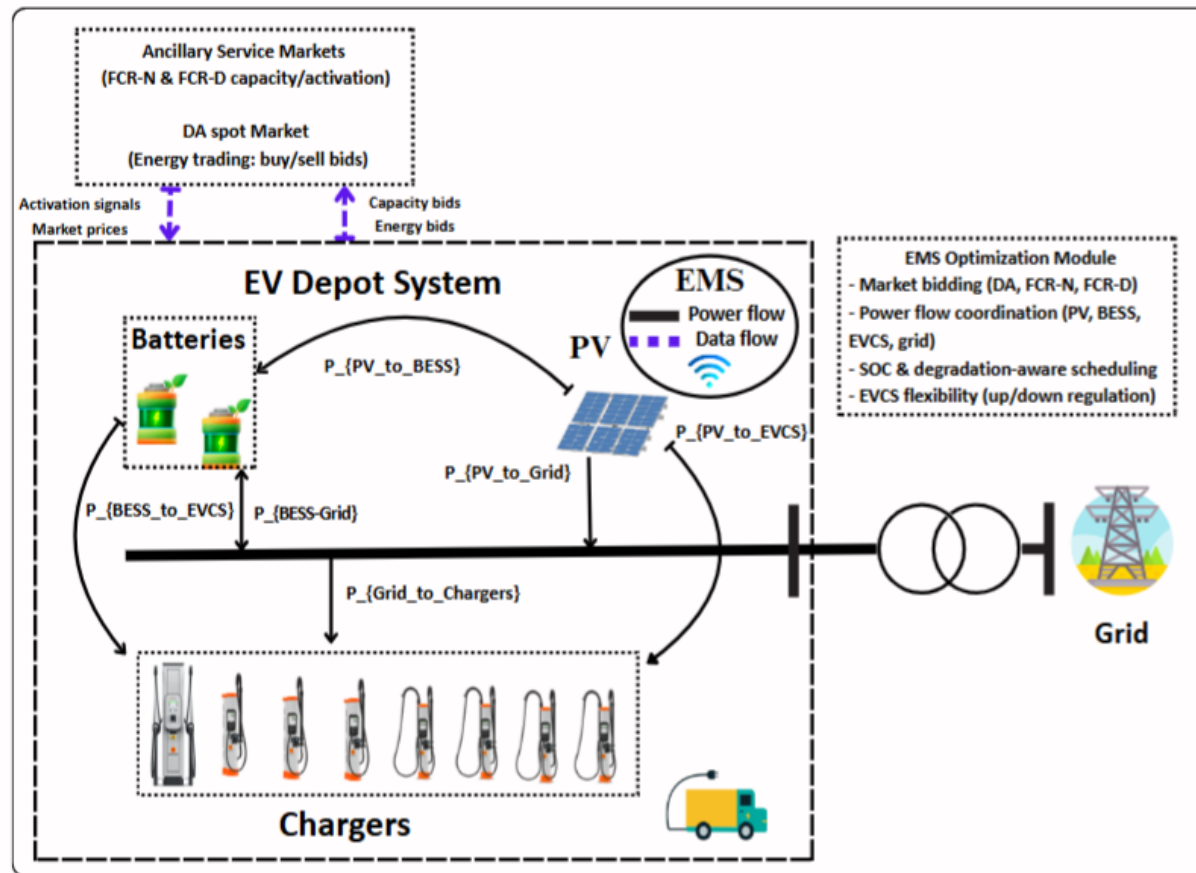 Ancillary Service Markets
(FCR-N & FCR-D capacity/activation)
DA spot Market
(Energy trading: buy/sell bids)
Activation signals
Market prices
Capacity bids
Energy bids
EV Depot System
EMS
Power flow
Data flow
EMS Optimization Module
- Market bidding (DA, FCR-N, FCR-D)
- Power flow coordination (PV, BESS,
EVCS, grid)
- SOC & degradation-aware scheduling
- EVCS flexibility (up/down regulation)
Batteries
PV
P_{PV_to_BESS}
P_{PV_to_EVCS}
P_{PV_to_Grid}
P_{BESS_to_EVCS}
P_{BESS-Grid}
P_{Grid_to_Chargers}
Grid
Chargers